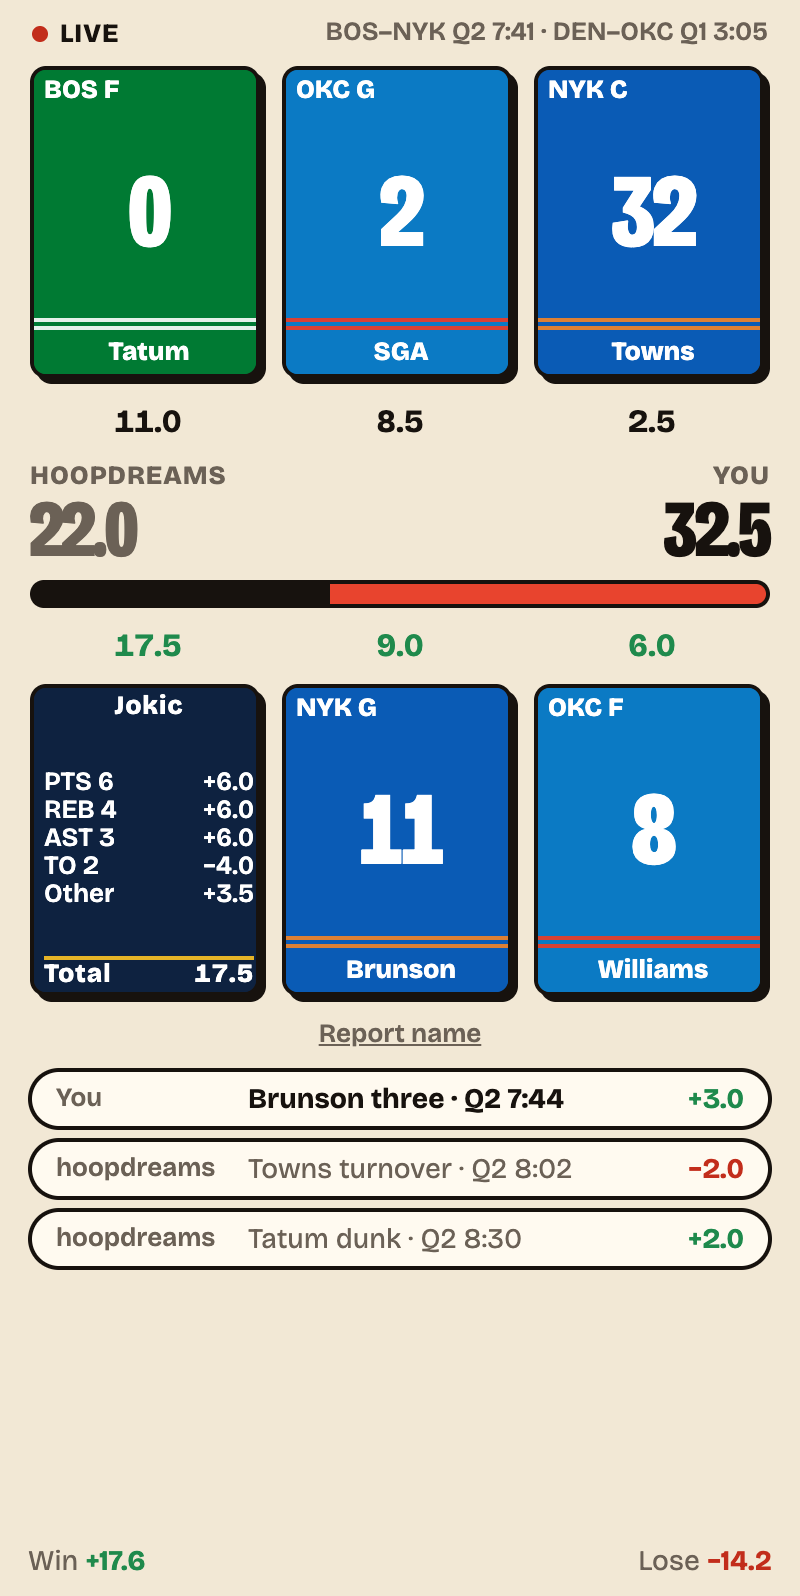 LIVE BOS–NYK Q2 7:41 · DEN–OKC Q1 3:05
BOS F OKC G NYK C
0 2 32
Tatum SGA Towns
11.0 8.5 2.5
HOOPDREAMS YOU
22.0 32.5
17.5 9.0 6.0
Jokic NYK G OKC F
PTS 6 +6.0
REB 4 +6.0
AST 3 +6.0
TO 2 −4.0
Other +3.5
Total 17.5
11 8
Brunson Williams
Report name
You Brunson three · Q2 7:44 +3.0
hoopdreams Towns turnover · Q2 8:02 −2.0
hoopdreams Tatum dunk · Q2 8:30 +2.0
Win +17.6 Lose −14.2